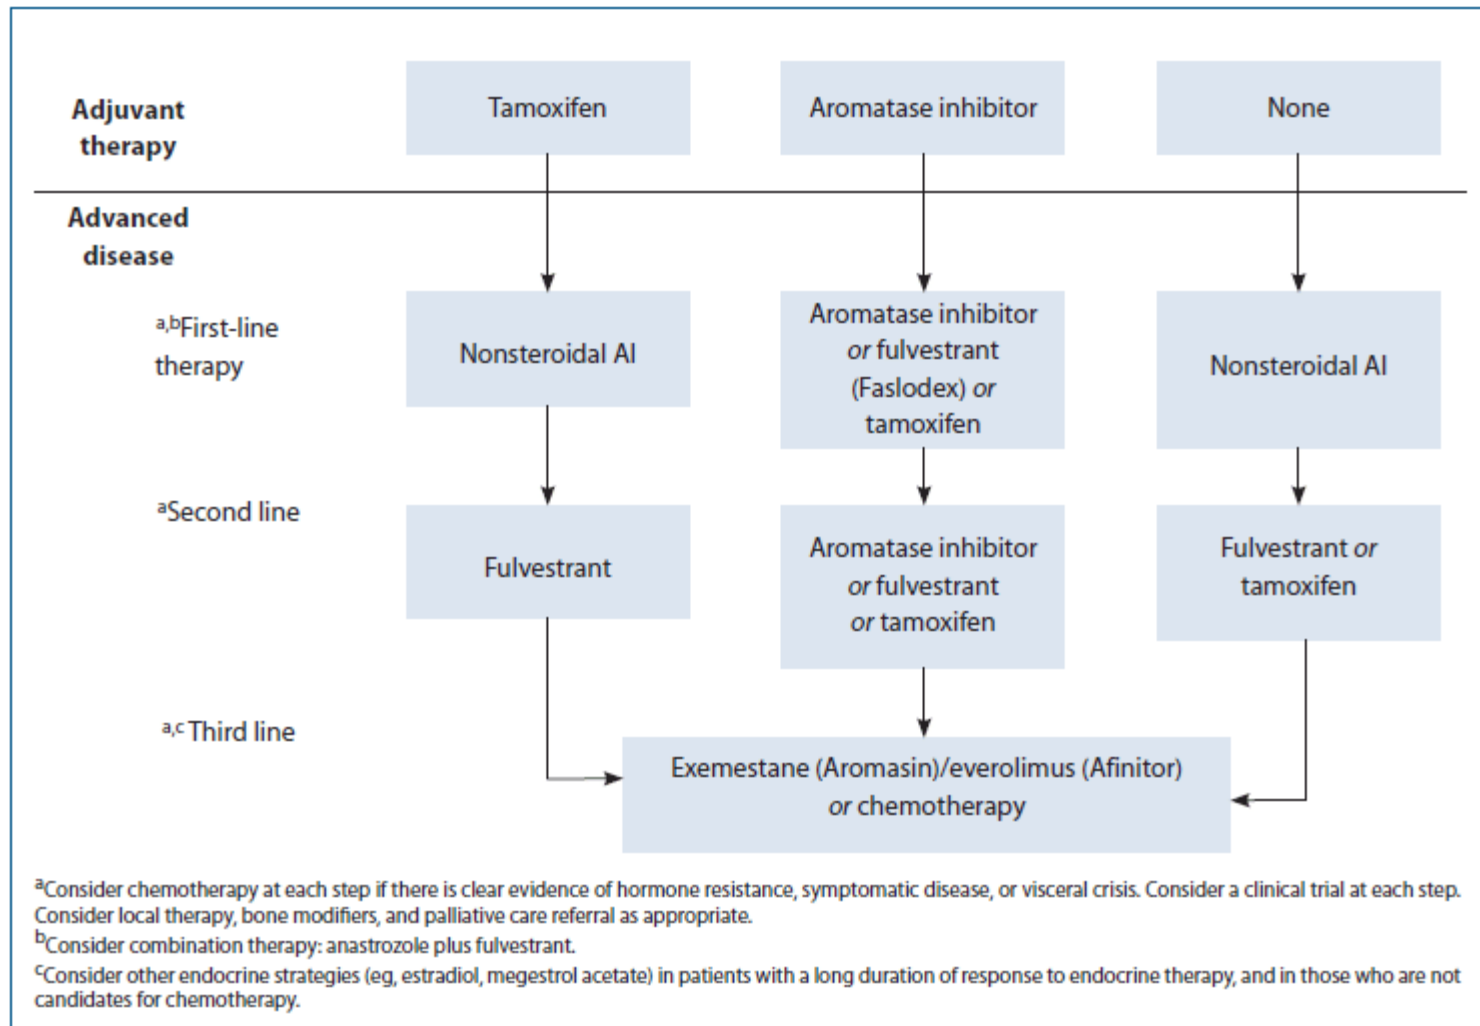 Adjuvant
therapy
Tamoxifen
Aromatase inhibitor
None
Advanced
disease
a,bFirst-line
therapy
Nonsteroidal AI
Aromatase inhibitor
or fulvestrant
(Faslodex) or
tamoxifen
Nonsteroidal AI
aSecond line
Fulvestrant
Aromatase inhibitor
or fulvestrant
or tamoxifen
Fulvestrant or
tamoxifen
a,c Third line
Exemestane (Aromasin)/everolimus (Afinitor)
or chemotherapy
aConsider chemotherapy at each step if there is clear evidence of hormone resistance, symptomatic disease, or visceral crisis. Consider a clinical trial at each step.
Consider local therapy, bone modifiers, and palliative care referral as appropriate.
bConsider combination therapy: anastrozole plus fulvestrant.
cConsider other endocrine strategies (eg, estradiol, megestrol acetate) in patients with a long duration of response to endocrine therapy, and in those who are not
candidates for chemotherapy.